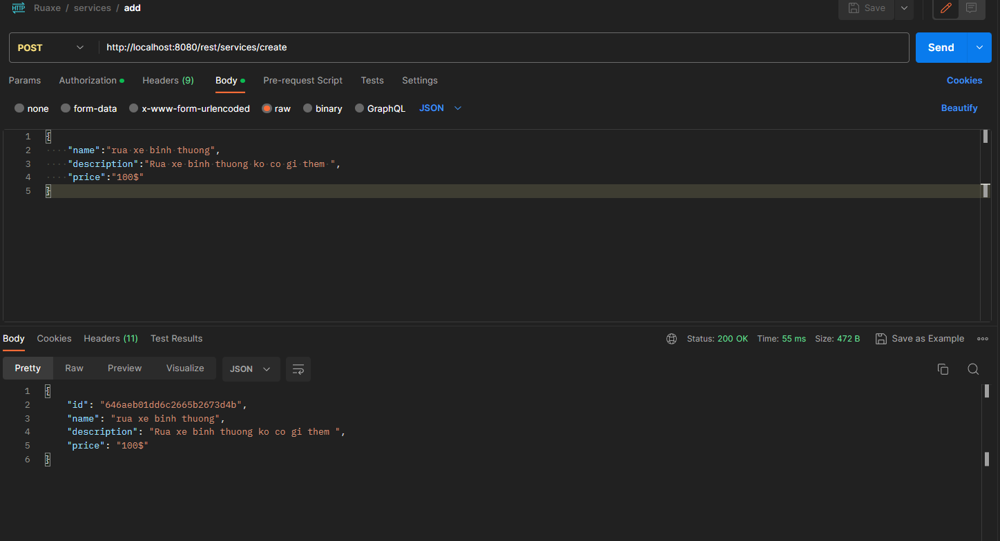 HTTP Ruaxe / services / add Save
POST http://localhost:8080/rest/services/create Send
Params Authorization Headers (9) Body Pre-request Script Tests Settings Cookies
none form-data x-www-form-urlencoded raw binary GraphQL JSON Beautify
1 {
2 "name":"rua xe binh thuong",
3 "description":"Rua xe binh thuong ko co gi them ",
4 "price":"100$"
5 }
Body Cookies Headers (11) Test Results Status: 200 OK Time: 55 ms Size: 472 B Save as Example
Pretty Raw Preview Visualize JSON
1 {
2 "id": "646aeb01dd6c2665b2673d4b",
3 "name": "rua xe binh thuong",
4 "description": "Rua xe binh thuong ko co gi them ",
5 "price": "100$"
6 }